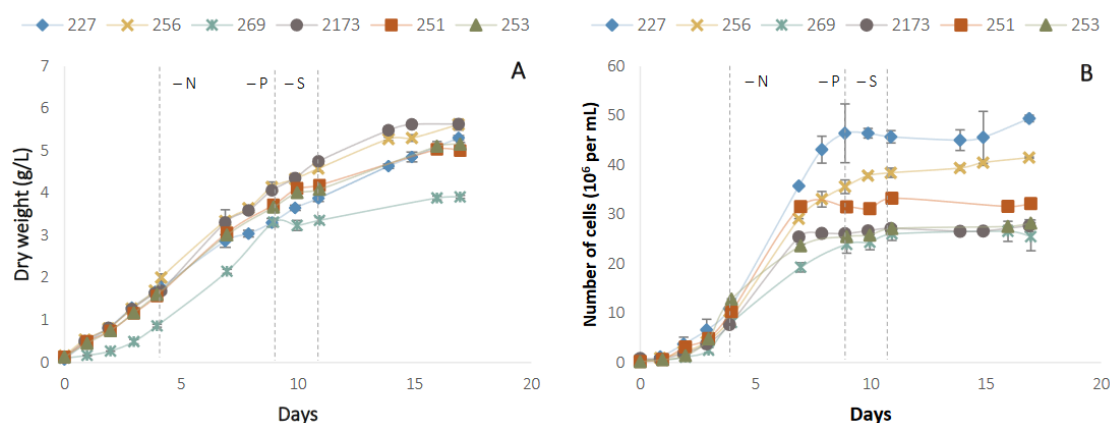 227 256 269 2173 251 253
A
– N – P – S
7
6
5
4
3
2
1
0
0 5 10 15 20
Dry weight (g/L)
Days
227 256 269 2173 251 253
B
– N – P – S
60
50
40
30
20
10
0
0 5 10 15 20
Number of cells (10⁶ per mL)
Days